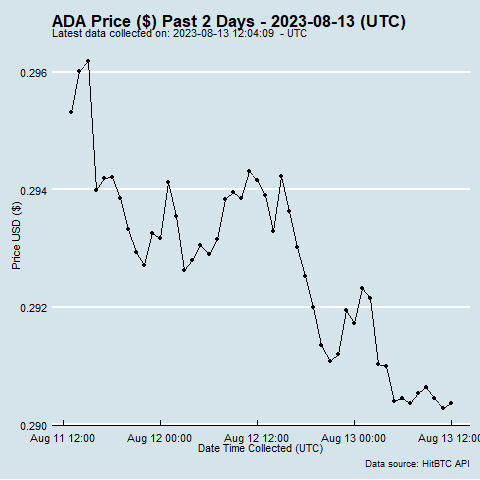 ADA Price ($) Past 2 Days - 2023-08-13 (UTC)
Latest data collected on: 2023-08-13 12:04:09  - UTC
0.296
0.294
0.292
0.290
Price USD ($)
Aug 11 12:00 Aug 12 00:00 Aug 12 12:00 Aug 13 00:00 Aug 13 12:00
Date Time Collected (UTC)
Data source: HitBTC API